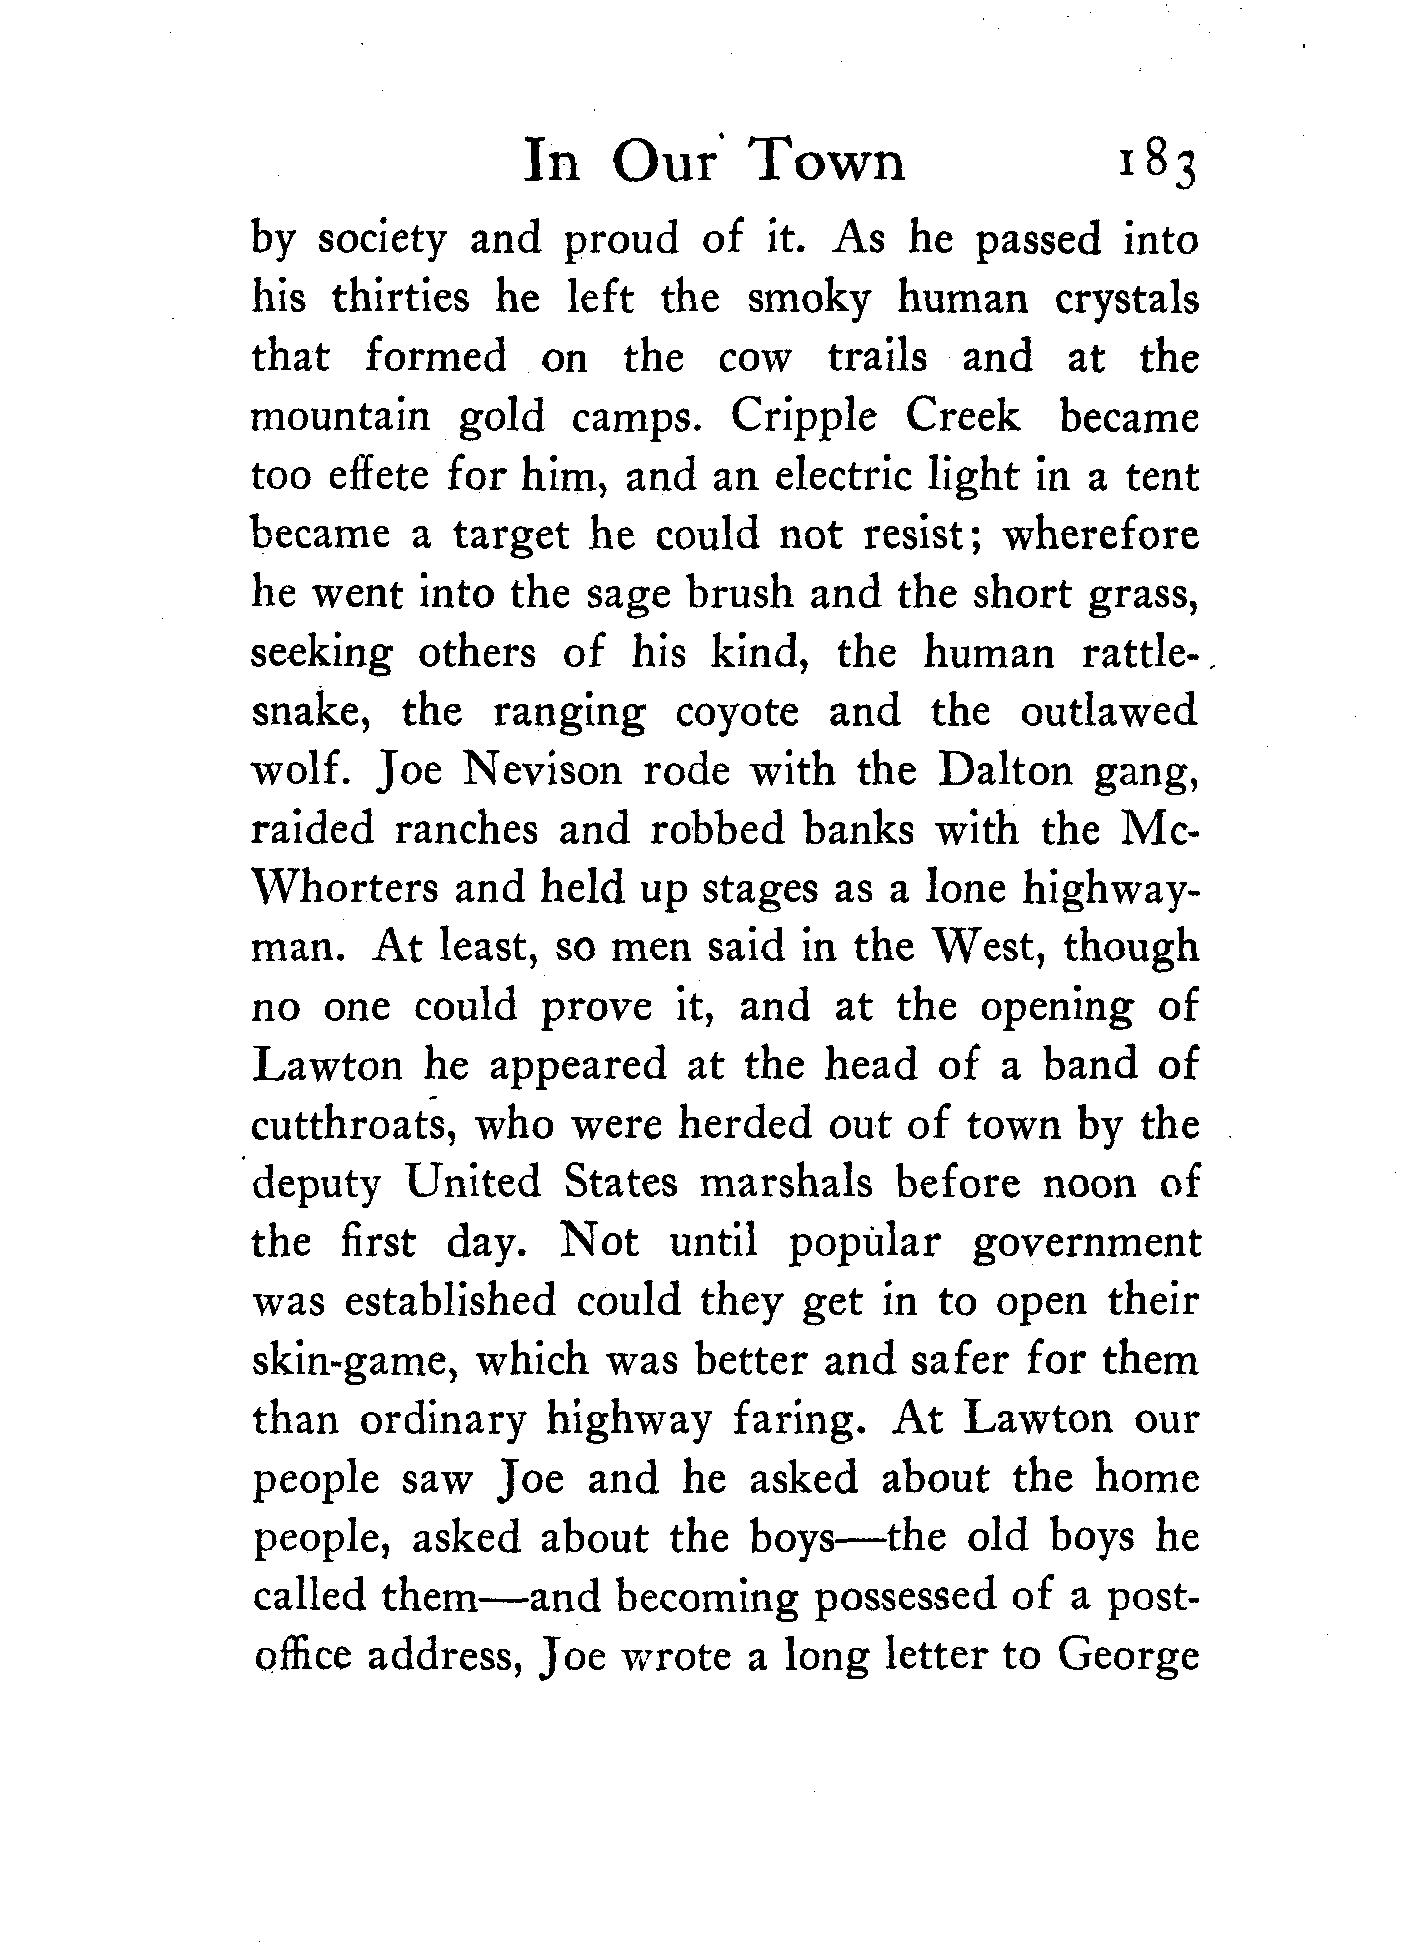 In Our Town 183
by society and proud of it. As he passed into
his thirties he left the smoky human crystals
that formed on the cow trails and at the
mountain gold camps. Cripple Creek became
too effete for him, and an electric light in a tent
became a target he could not resist; wherefore
he went into the sage brush and the short grass,
seeking others of his kind, the human rattle-
snake, the ranging coyote and the outlawed
wolf. Joe Nevison rode with the Dalton gang,
raided ranches and robbed banks with the Mc-
Whorters and held up stages as a lone highway-
man. At least, so men said in the West, though
no one could prove it, and at the opening of
Lawton he appeared at the head of a band of
cutthroats, who were herded out of town by the
deputy United States marshals before noon of
the first day. Not until popular government
was established could they get in to open their
skin-game, which was better and safer for them
than ordinary highway faring. At Lawton our
people saw Joe and he asked about the home
people, asked about the boys—the old boys he
called them—and becoming possessed of a post-
office address, Joe wrote a long letter to George